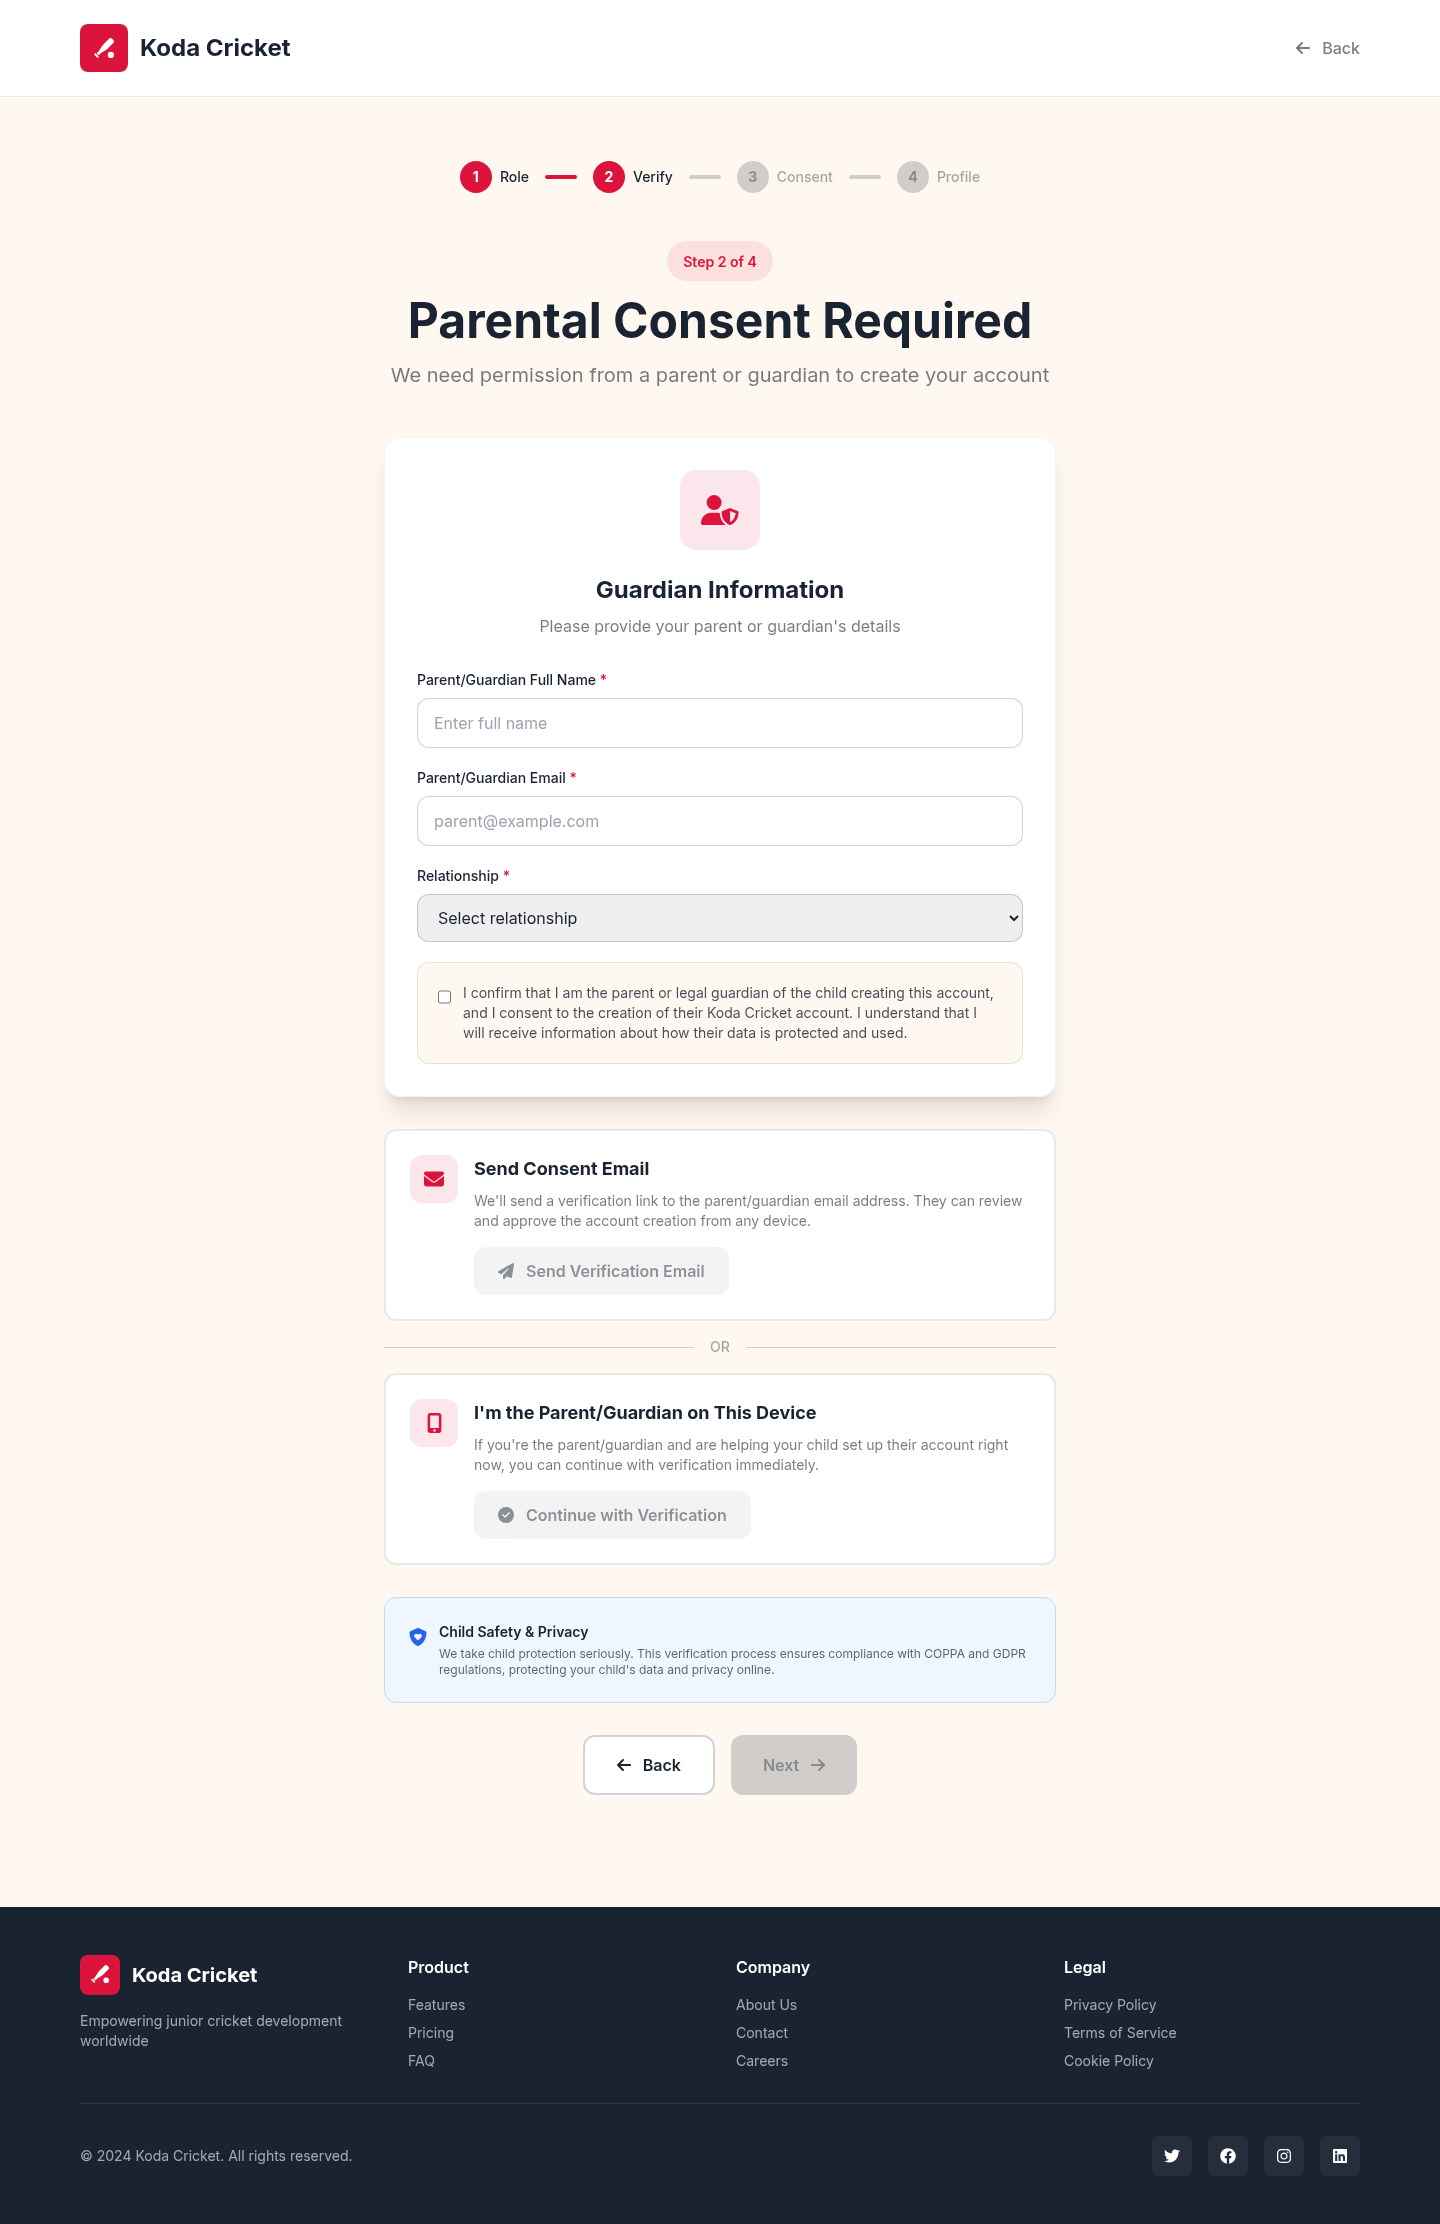 Koda Cricket
Back
1 Role 2 Verify 3 Consent 4 Profile
Step 2 of 4
Parental Consent Required
We need permission from a parent or guardian to create your account
Guardian Information
Please provide your parent or guardian's details
Parent/Guardian Full Name *
Enter full name
Parent/Guardian Email *
parent@example.com
Relationship *
Select relationship
I confirm that I am the parent or legal guardian of the child creating this account,
and I consent to the creation of their Koda Cricket account. I understand that I
will receive information about how their data is protected and used.
Send Consent Email
We'll send a verification link to the parent/guardian email address. They can review
and approve the account creation from any device.
Send Verification Email
OR
I'm the Parent/Guardian on This Device
If you're the parent/guardian and are helping your child set up their account right
now, you can continue with verification immediately.
Continue with Verification
Child Safety & Privacy
We take child protection seriously. This verification process ensures compliance with COPPA and GDPR
regulations, protecting your child's data and privacy online.
Back
Next
Koda Cricket
Empowering junior cricket development
worldwide
Product
Features
Pricing
FAQ
Company
About Us
Contact
Careers
Legal
Privacy Policy
Terms of Service
Cookie Policy
© 2024 Koda Cricket. All rights reserved.